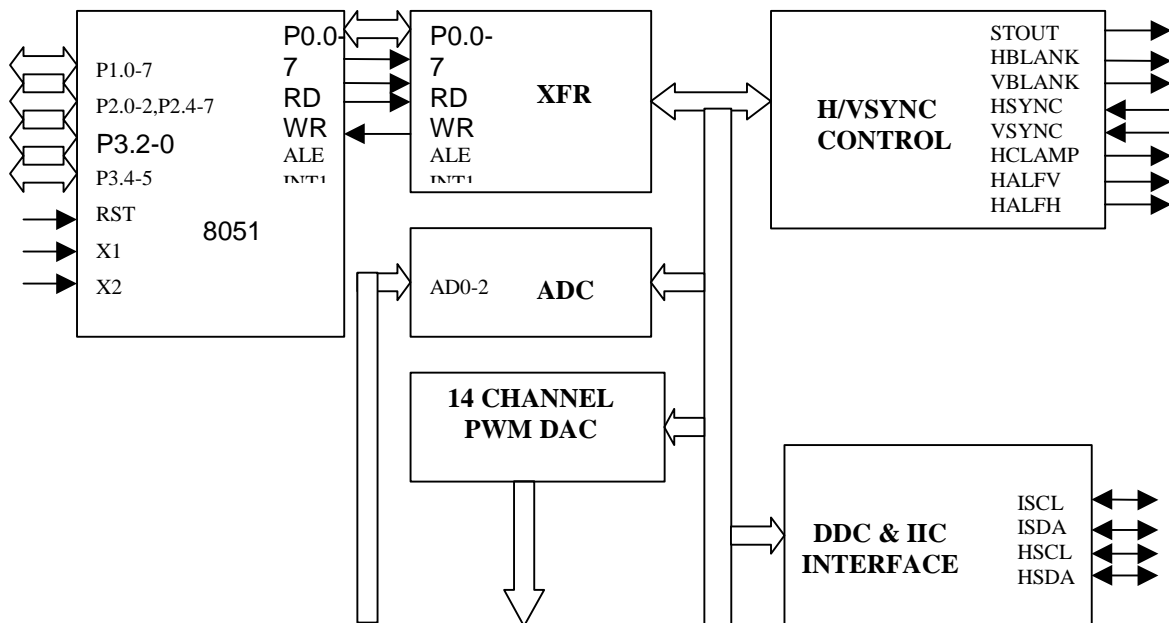 P1.0-7
P2.0-2,P2.4-7
P3.2-0
P3.4-5
RST
X1
X2
8051
P0.0-
7
RD
WR
ALE
INT1
P0.0-
7
RD
WR
ALE
INT1
XFR
AD0-2
ADC
14 CHANNEL
PWM DAC
H/VSYNC
CONTROL
STOUT
HBLANK
VBLANK
HSYNC
VSYNC
HCLAMP
HALFV
HALFH
DDC & IIC
INTERFACE
ISCL
ISDA
HSCL
HSDA